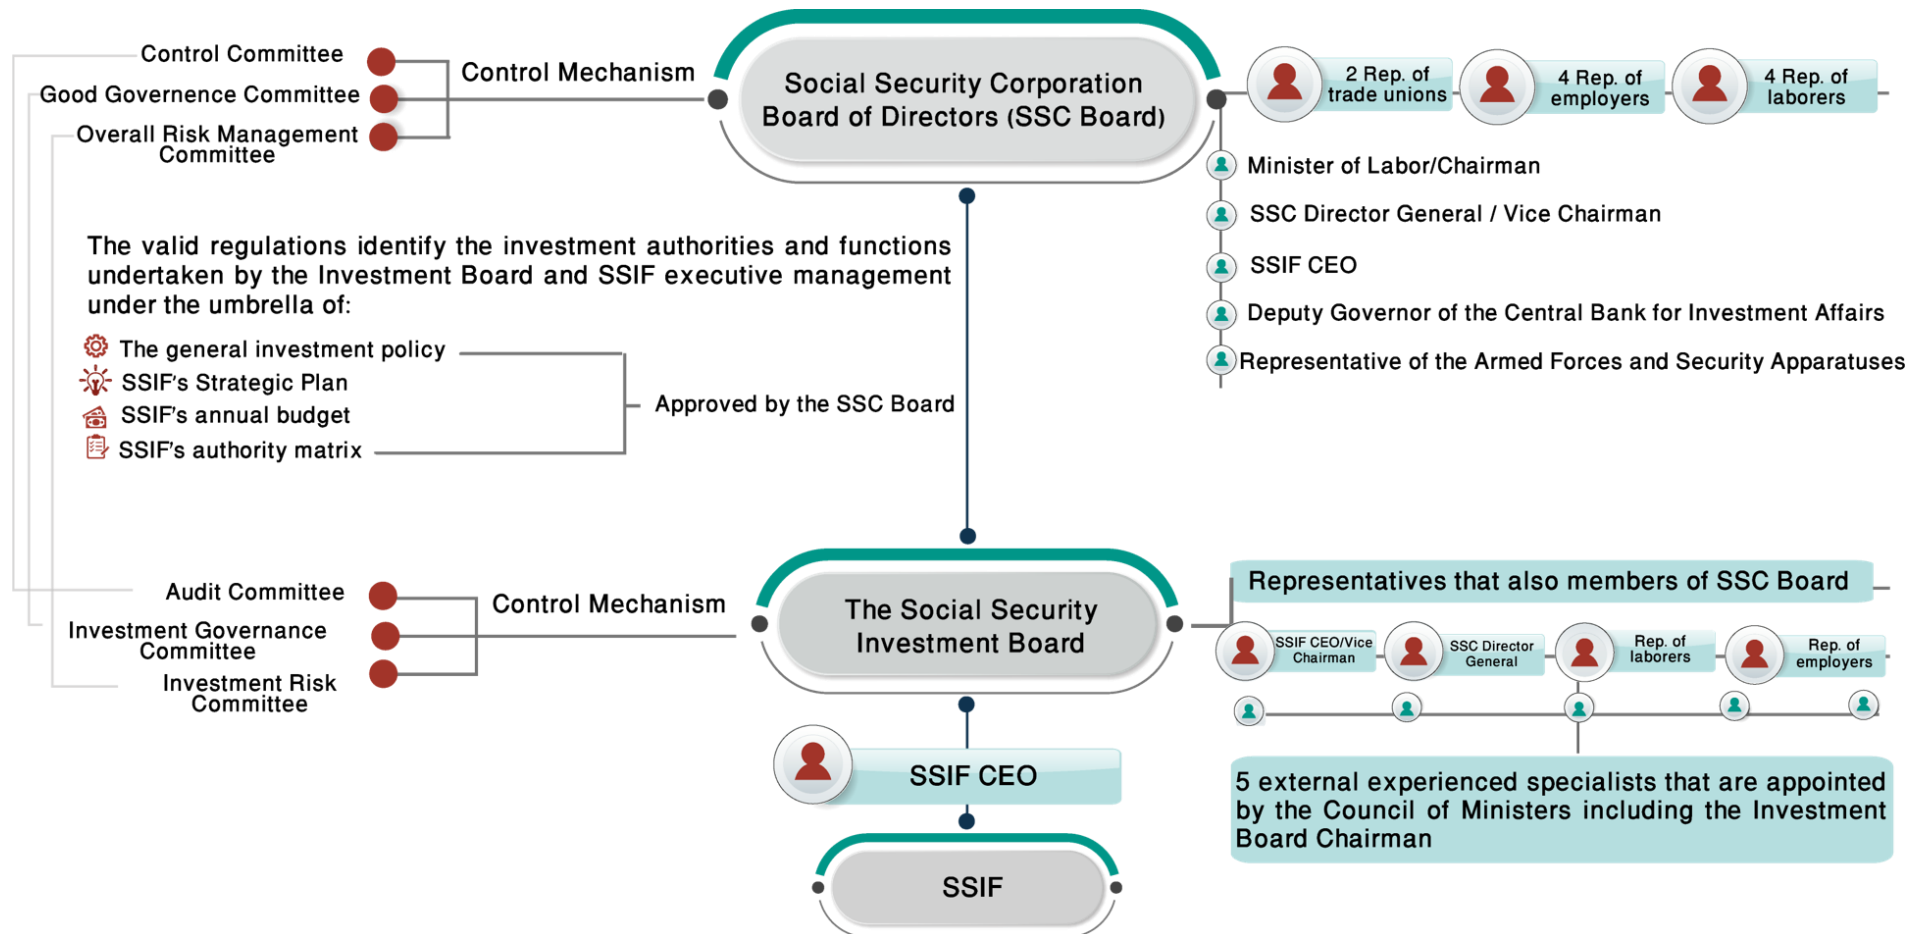 Control Committee
Good Governence Committee
Overall Risk Management
Committee
Control Mechanism
Social Security Corporation
Board of Directors (SSC Board)
2 Rep. of
trade unions
4 Rep. of
employers
4 Rep. of
laborers
Minister of Labor/Chairman
SSC Director General / Vice Chairman
SSIF CEO
Deputy Governor of the Central Bank for Investment Affairs
Representative of the Armed Forces and Security Apparatuses
The valid regulations identify the investment authorities and functions
undertaken by the Investment Board and SSIF executive management
under the umbrella of:
The general investment policy
SSIF's Strategic Plan
SSIF's annual budget
SSIF's authority matrix
Approved by the SSC Board
Audit Committee
Investment Governance
Committee
Investment Risk
Committee
Control Mechanism
The Social Security
Investment Board
Representatives that also members of SSC Board
SSIF CEO/Vice
Chairman
SSC Director
General
Rep. of
laborers
Rep. of
employers
5 external experienced specialists that are appointed
by the Council of Ministers including the Investment
Board Chairman
SSIF CEO
SSIF